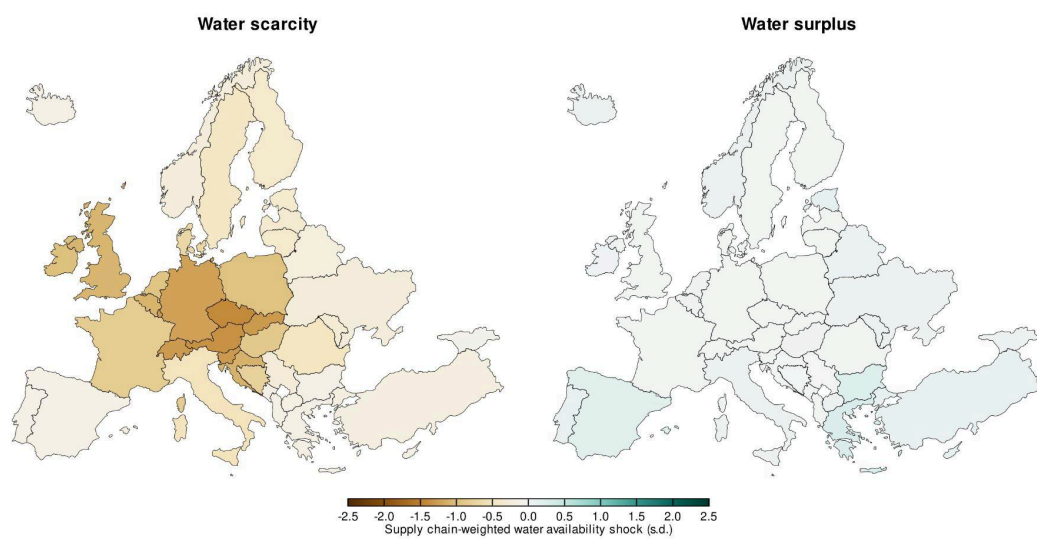 Water scarcity
Water surplus
-2.5 -2.0 -1.5 -1.0 -0.5 0.0 0.5 1.0 1.5 2.0 2.5
Supply chain-weighted water availability shock (s.d.)